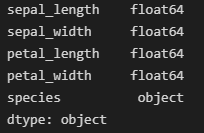 sepal_length    float64
sepal_width     float64
petal_length    float64
petal_width     float64
species          object
dtype: object